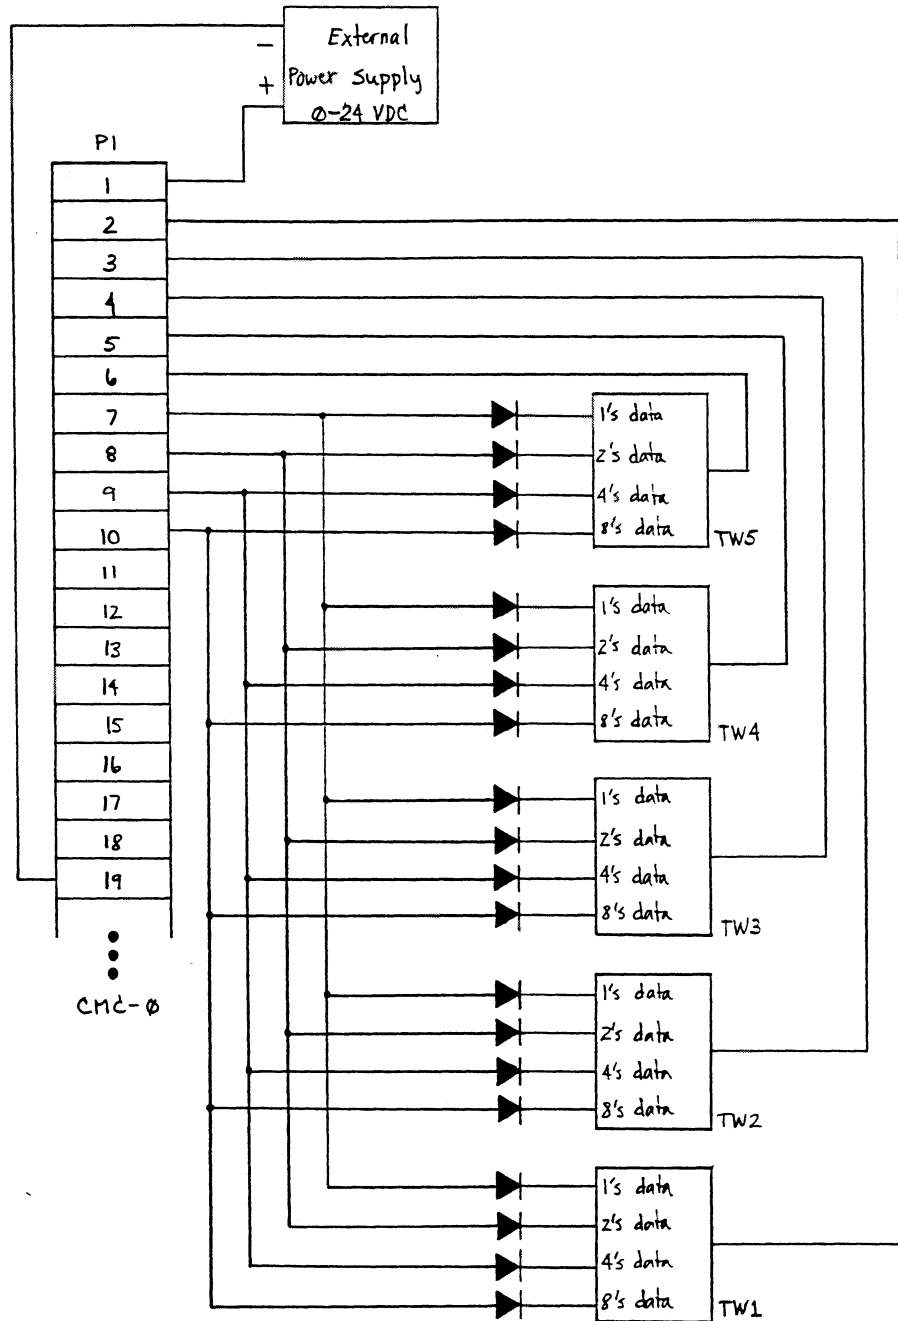 External
Power Supply
0-24 VDC
-
+
P1
1
2
3
4
5
6
7
8
9
10
11
12
13
14
15
16
17
18
19
CMC-0
1's data
2's data
4's data
8's data
TW5
1's data
2's data
4's data
8's data
TW4
1's data
2's data
4's data
8's data
TW3
1's data
2's data
4's data
8's data
TW2
1's data
2's data
4's data
8's data
TW1